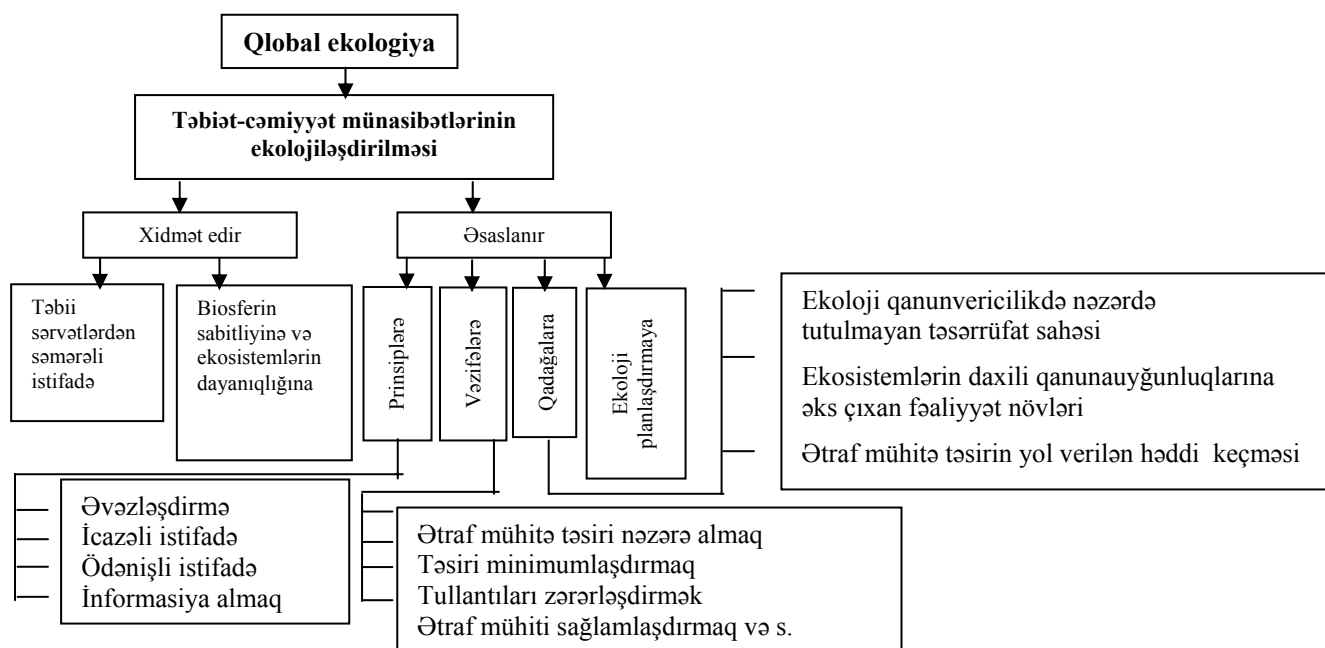 Qlobal ekologiya
Təbiət-cəmiyyət münasibətlərinin
ekolojiləşdirilməsi
Xidmət edir
Əsaslanır
Təbii
sərvətlərdən
səmərəli
istifadə
Biosferin
sabitliyinə və
ekosistemlərin
dayanıqlığına
Prinsiplərə
Vəzifələrə
Qadağalara
Ekoloji
planlaşdırmaya
Ekoloji qanunvericilikdə nəzərdə
tutulmayan təsərrüfat sahəsi
Ekosistemlərin daxili qanunauyğunluqlarına
əks çıxan fəaliyyət növləri
Ətraf mühitə təsirin yol verilən həddi keçməsi
Əvəzləşdirmə
İcazəli istifadə
Ödənişli istifadə
İnformasiya almaq
Ətraf mühitə təsiri nəzərə almaq
Təsiri minimumlaşdırmaq
Tullantıları zərərləşdirmək
Ətraf mühiti sağlamlaşdırmaq və s.